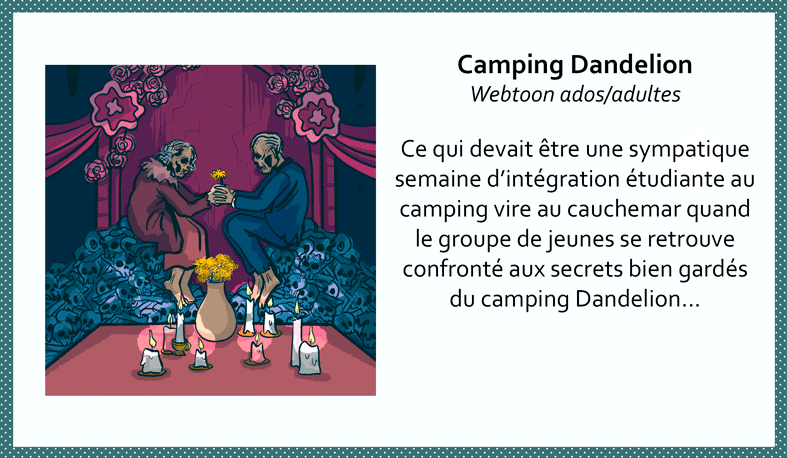 Camping Dandelion
Webtoon ados/adultes
Ce qui devait être une sympatique
semaine d’intégration étudiante au
camping vire au cauchemar quand
le groupe de jeunes se retrouve
confronté aux secrets bien gardés
du camping Dandelion...